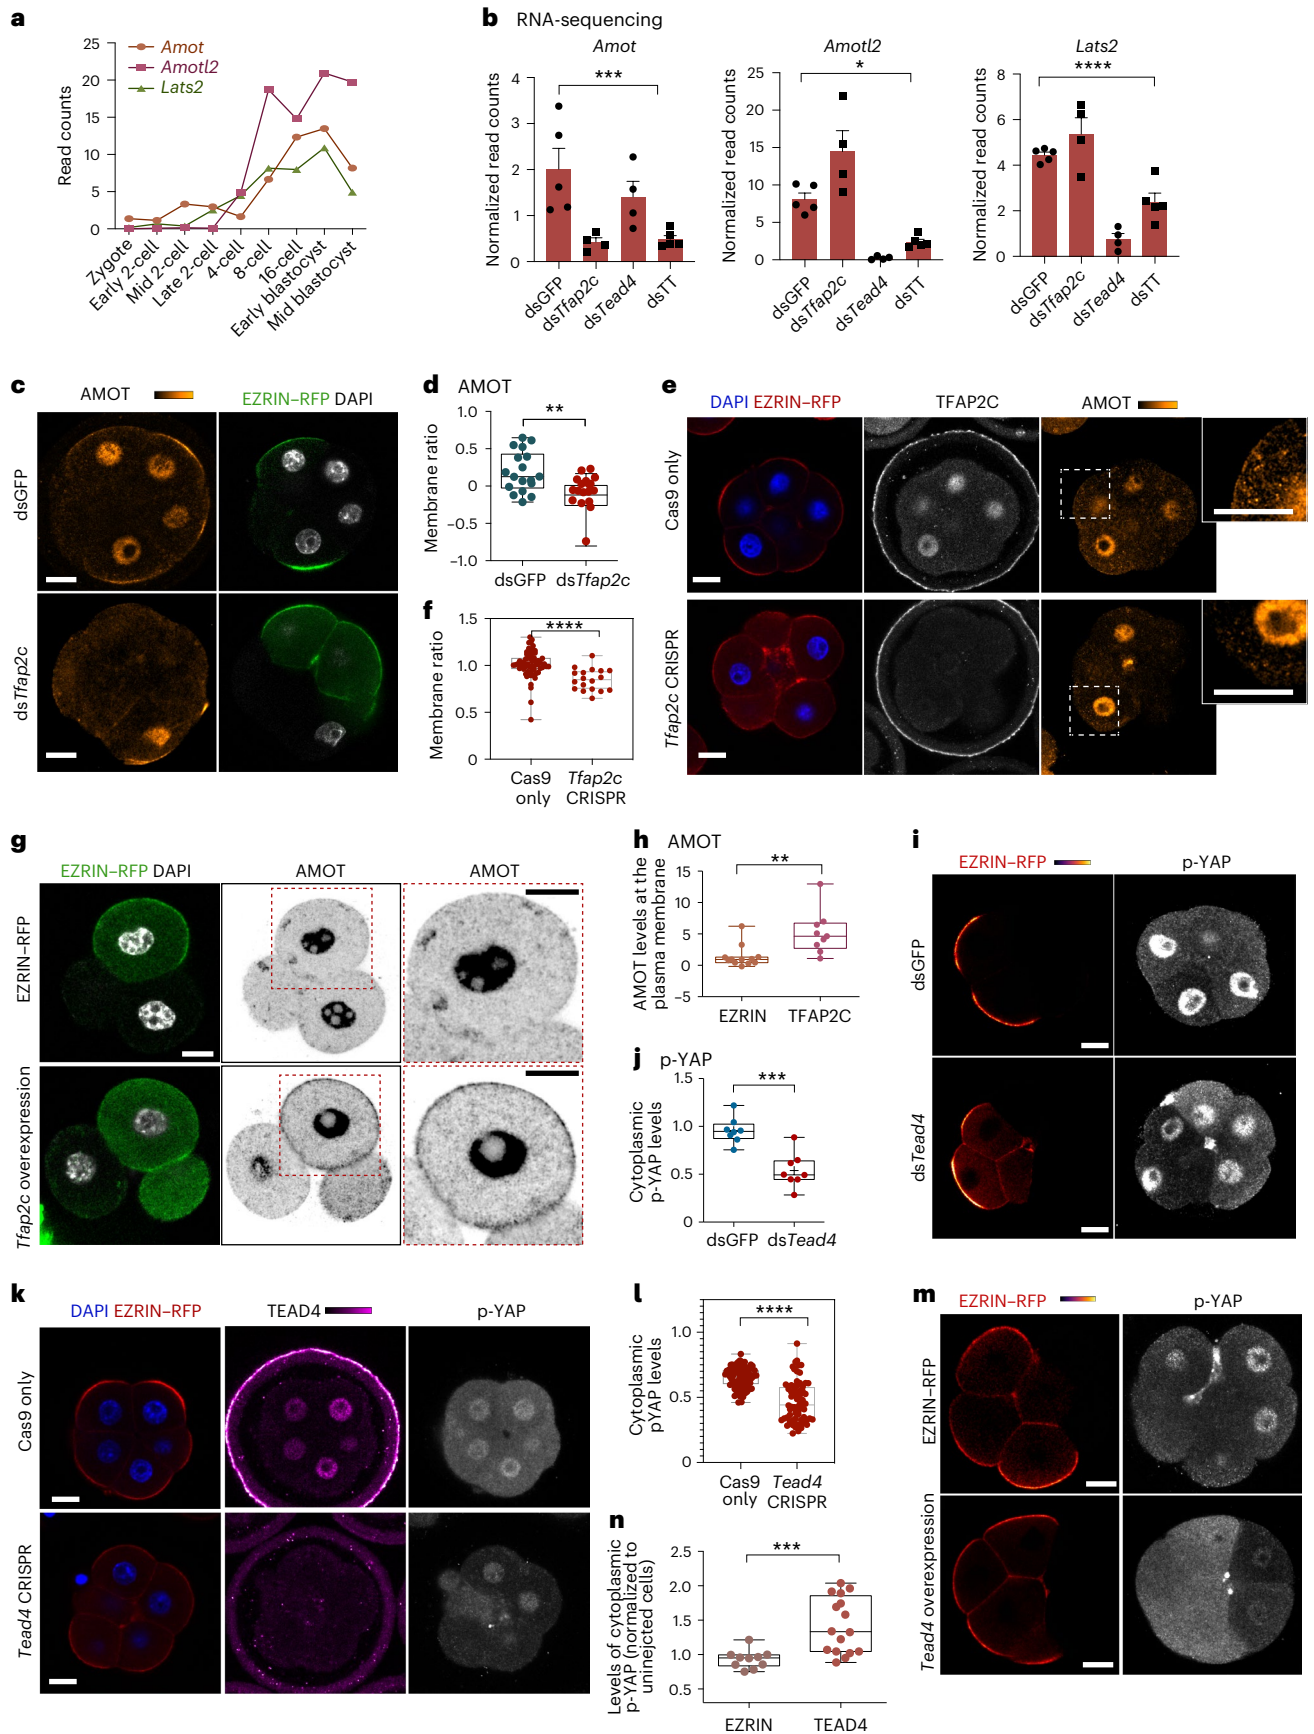 a
25
20
15
10
5
0
Read counts
Amot
Amotl2
Lats2
Zygote
Early 2-cell
Mid 2-cell
Late 2-cell
4-cell
8-cell
16-cell
Early blastocyst
Mid blastocyst
b RNA-sequencing
Amot
Normalized read counts
4
3
2
1
0
***
dsGFP
dsTfap2c
dsTead4
dsTT
Amotl2
Normalized read counts
25
20
15
10
5
0
*
dsGFP
dsTfap2c
dsTead4
dsTT
Lats2
Normalized read counts
8
6
4
2
0
****
dsGFP
dsTfap2c
dsTead4
dsTT
c
AMOT
EZRIN–RFP DAPI
dsGFP
dsTfap2c
d AMOT
Membrane ratio
1.0
0.5
0
–0.5
–1.0
**
dsGFP dsTfap2c
e
DAPI EZRIN–RFP
TFAP2C
AMOT
Cas9 only
Tfap2c CRISPR
f
Membrane ratio
1.5
1.0
0.5
0
****
Cas9 only
Tfap2c CRISPR
g
EZRIN–RFP DAPI
AMOT
AMOT
EZRIN–RFP
Tfap2c overexpression
h AMOT
AMOT levels at the
plasma membrane
15
10
5
0
–5
**
EZRIN TFAP2C
i
EZRIN–RFP
p-YAP
dsGFP
dsTead4
j p-YAP
Cytoplasmic
p-YAP levels
1.5
1.0
0.5
0
***
dsGFP dsTead4
k
DAPI EZRIN–RFP
TEAD4
p-YAP
Cas9 only
Tead4 CRISPR
l
Cytoplasmic
pYAP levels
1.0
0.5
0
****
Cas9 only
Tead4 CRISPR
m
EZRIN–RFP
p-YAP
EZRIN–RFP
Tead4 overexpression
n
Levels of cytoplasmic
p-YAP (normalized to
uninejcted cells)
2.5
2.0
1.5
1.0
0.5
***
EZRIN TEAD4